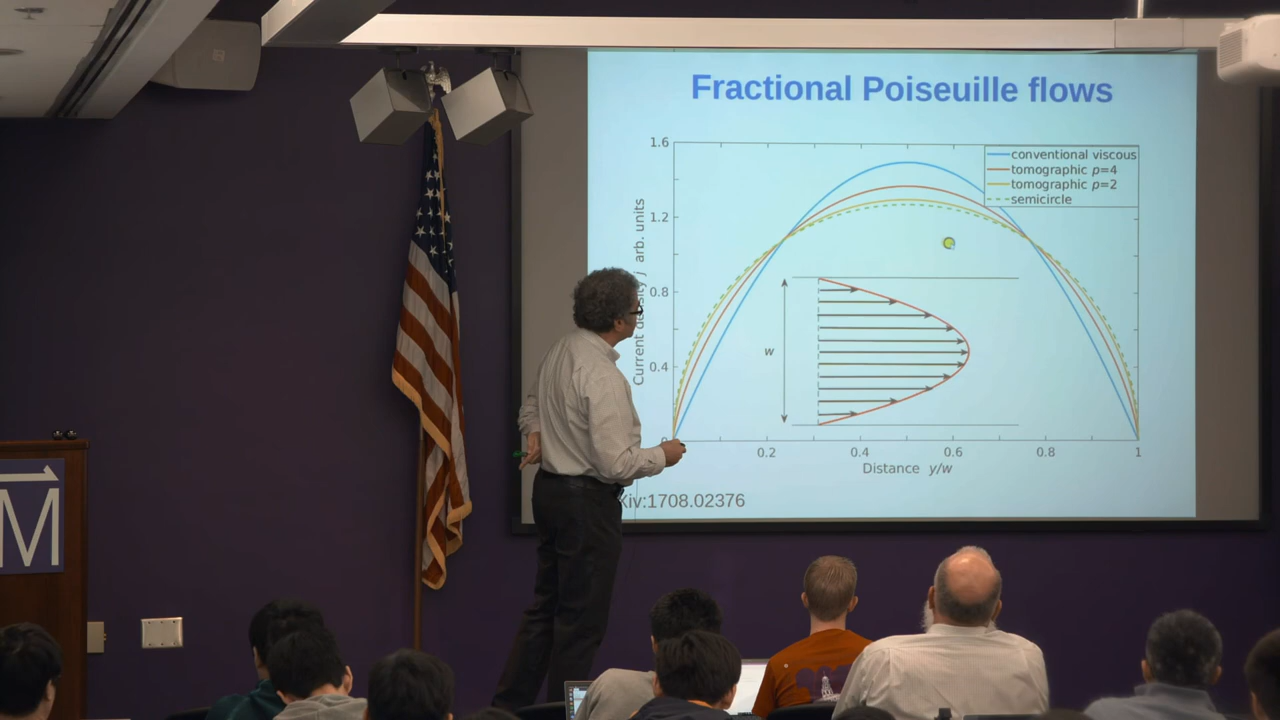 Fractional Poiseuille flows
1.6
1.2
0.8
0.4
Current density j arb. units
conventional viscous
tomographic p=4
tomographic p=2
semicircle
w
0.2
0.4
0.6
0.8
1
Distance y/w
Kiv:1708.02376
M